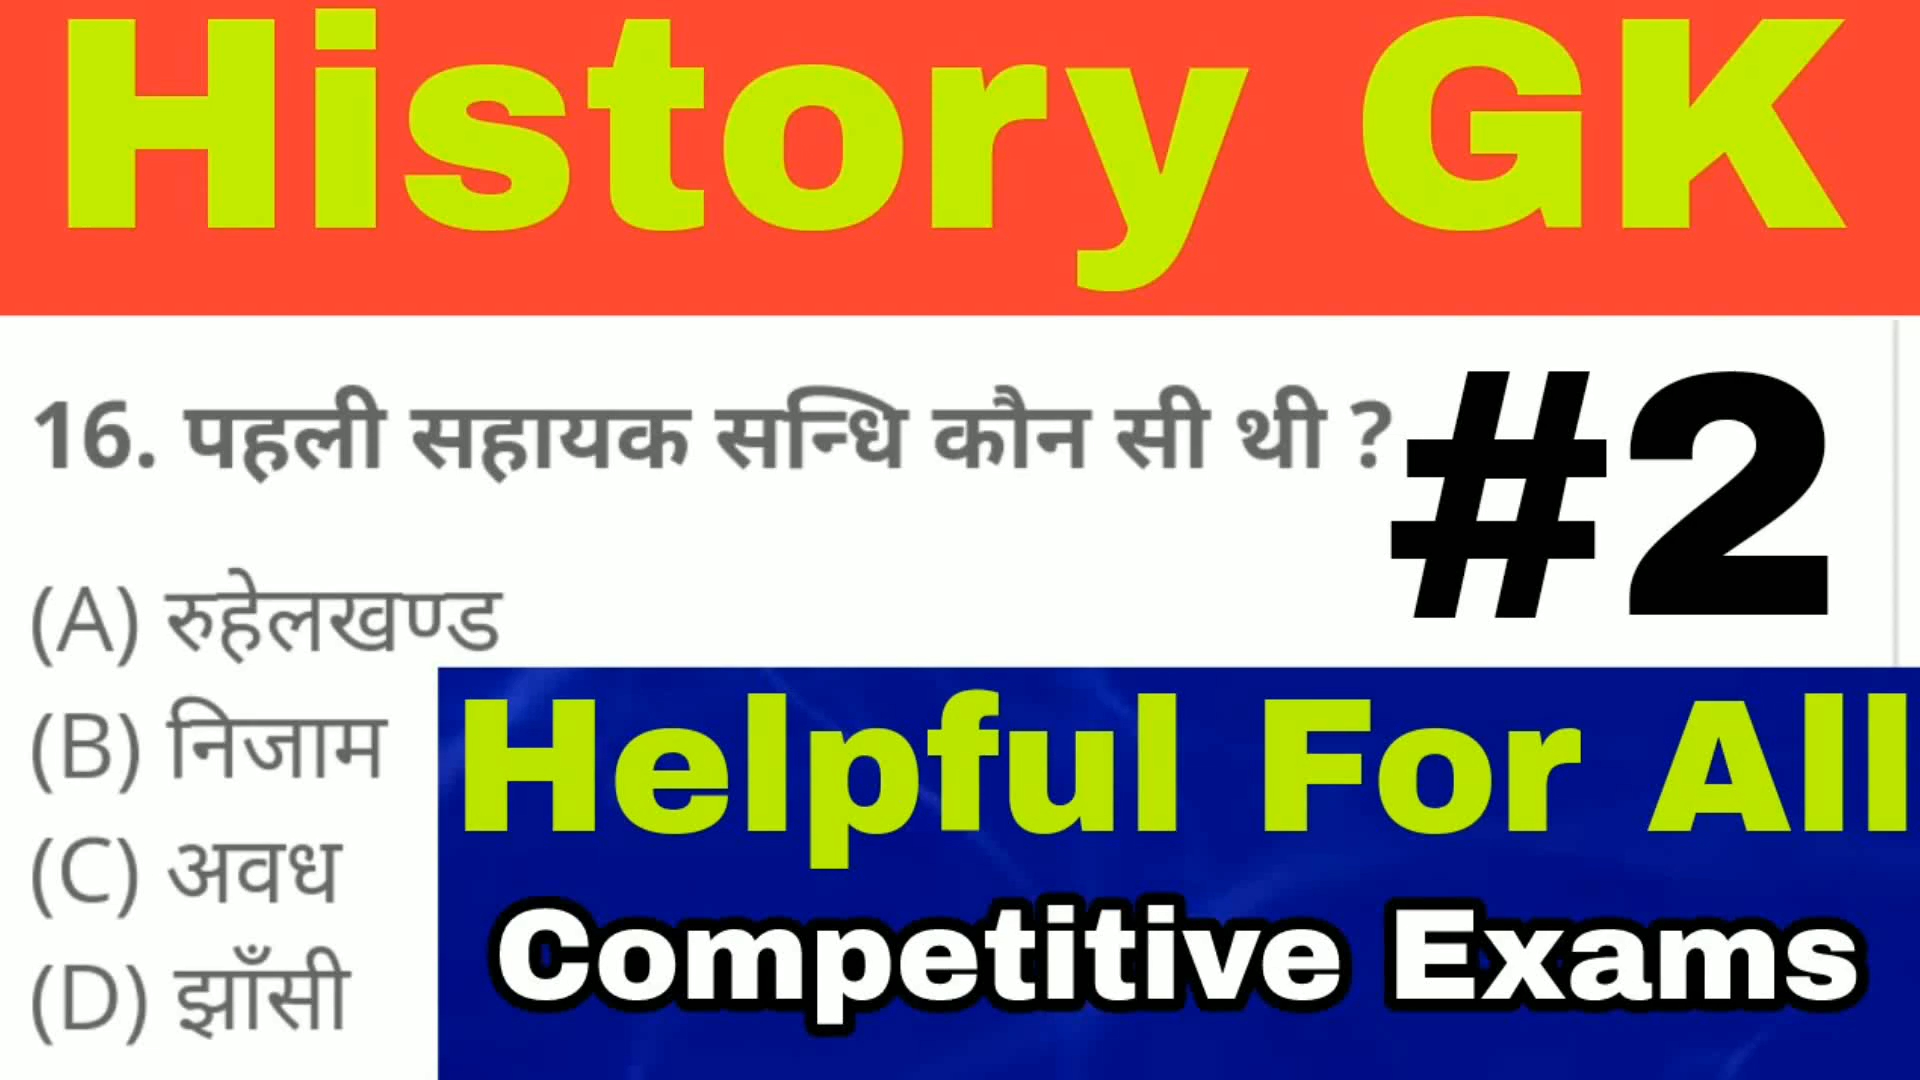 History GK
16. पहली सहायक सन्धि कौन सी थी ?
#2
(A) रुहेलखण्ड
(B) निजाम
(C) अवध
(D) झाँसी
Helpful For All
Competitive Exams